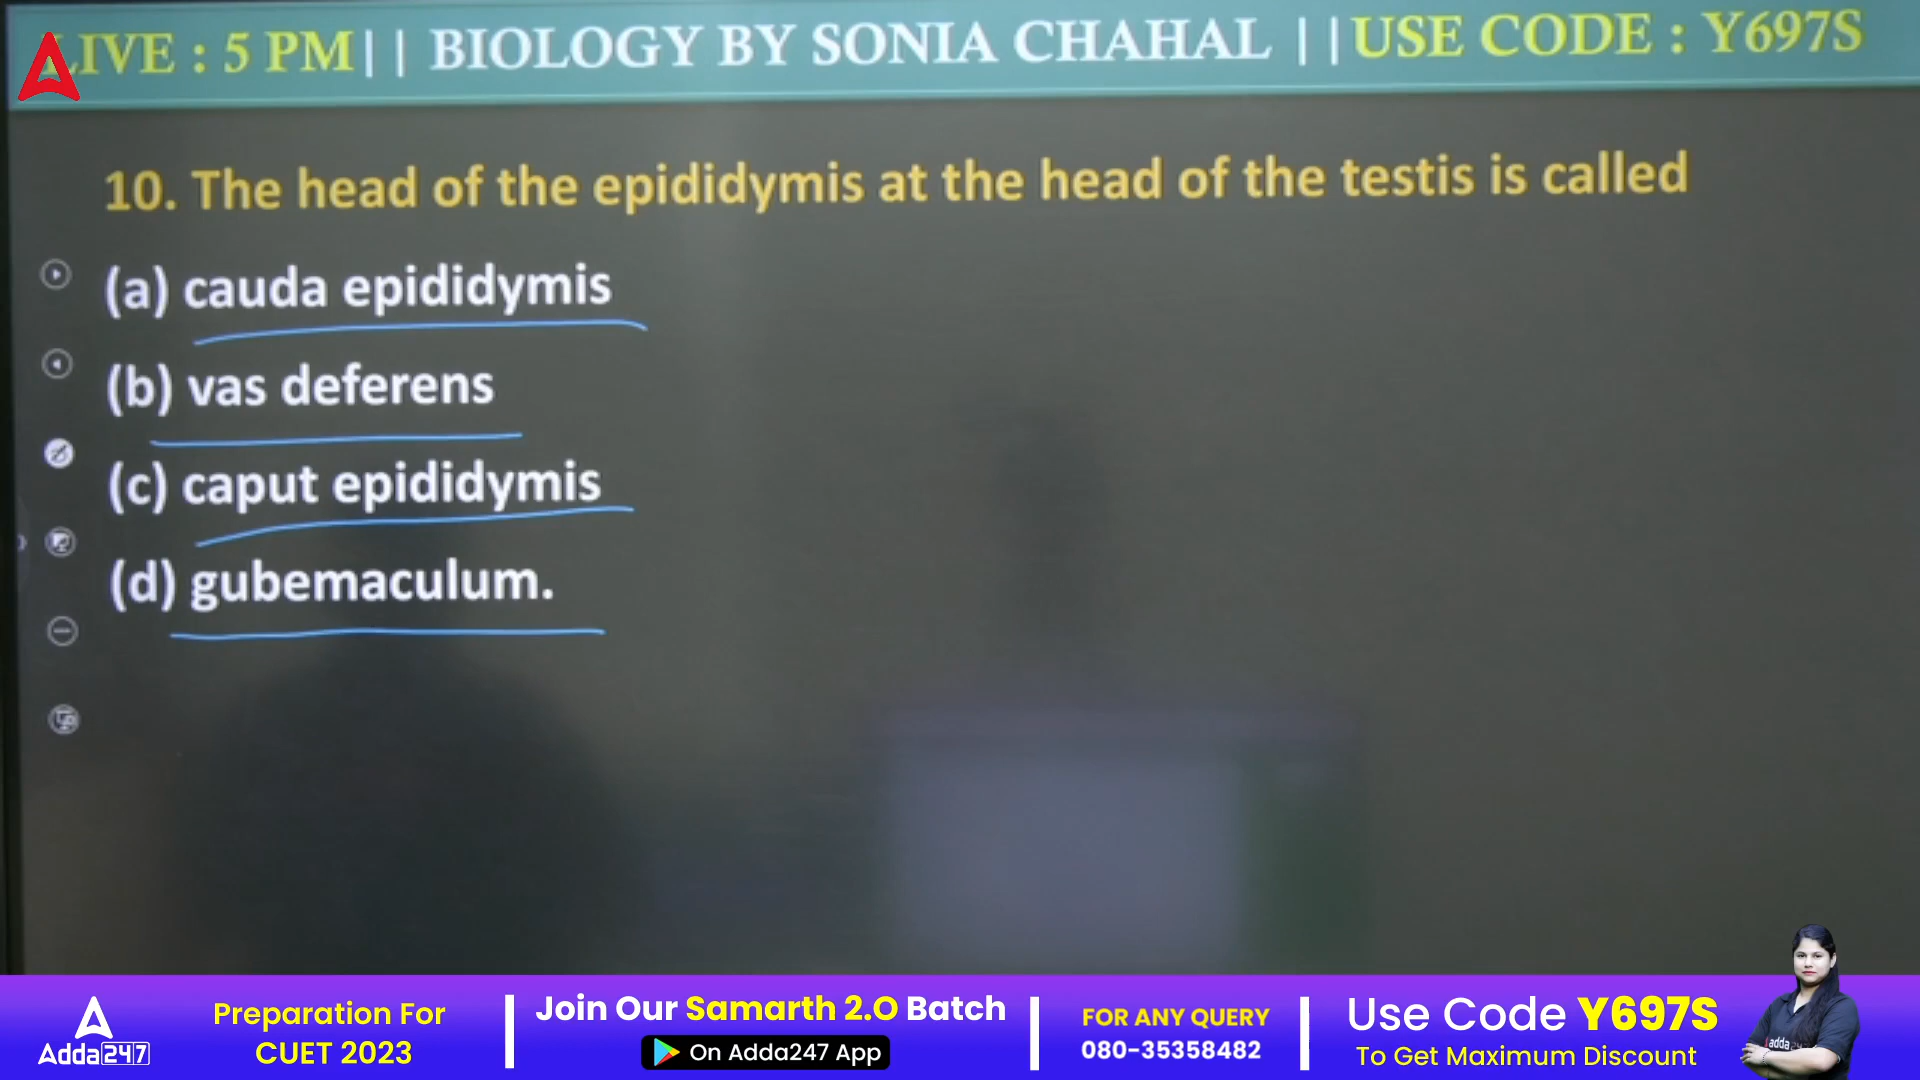 LIVE : 5 PM || BIOLOGY BY SONIA CHAHAL || USE CODE : Y697S
10. The head of the epididymis at the head of the testis is called
(a) cauda epididymis
(b) vas deferens
(c) caput epididymis
(d) gubemaculum.
Adda247
Preparation For
CUET 2023
Join Our Samarth 2.O Batch
On Adda247 App
FOR ANY QUERY
080-35358482
Use Code Y697S
To Get Maximum Discount
adda247